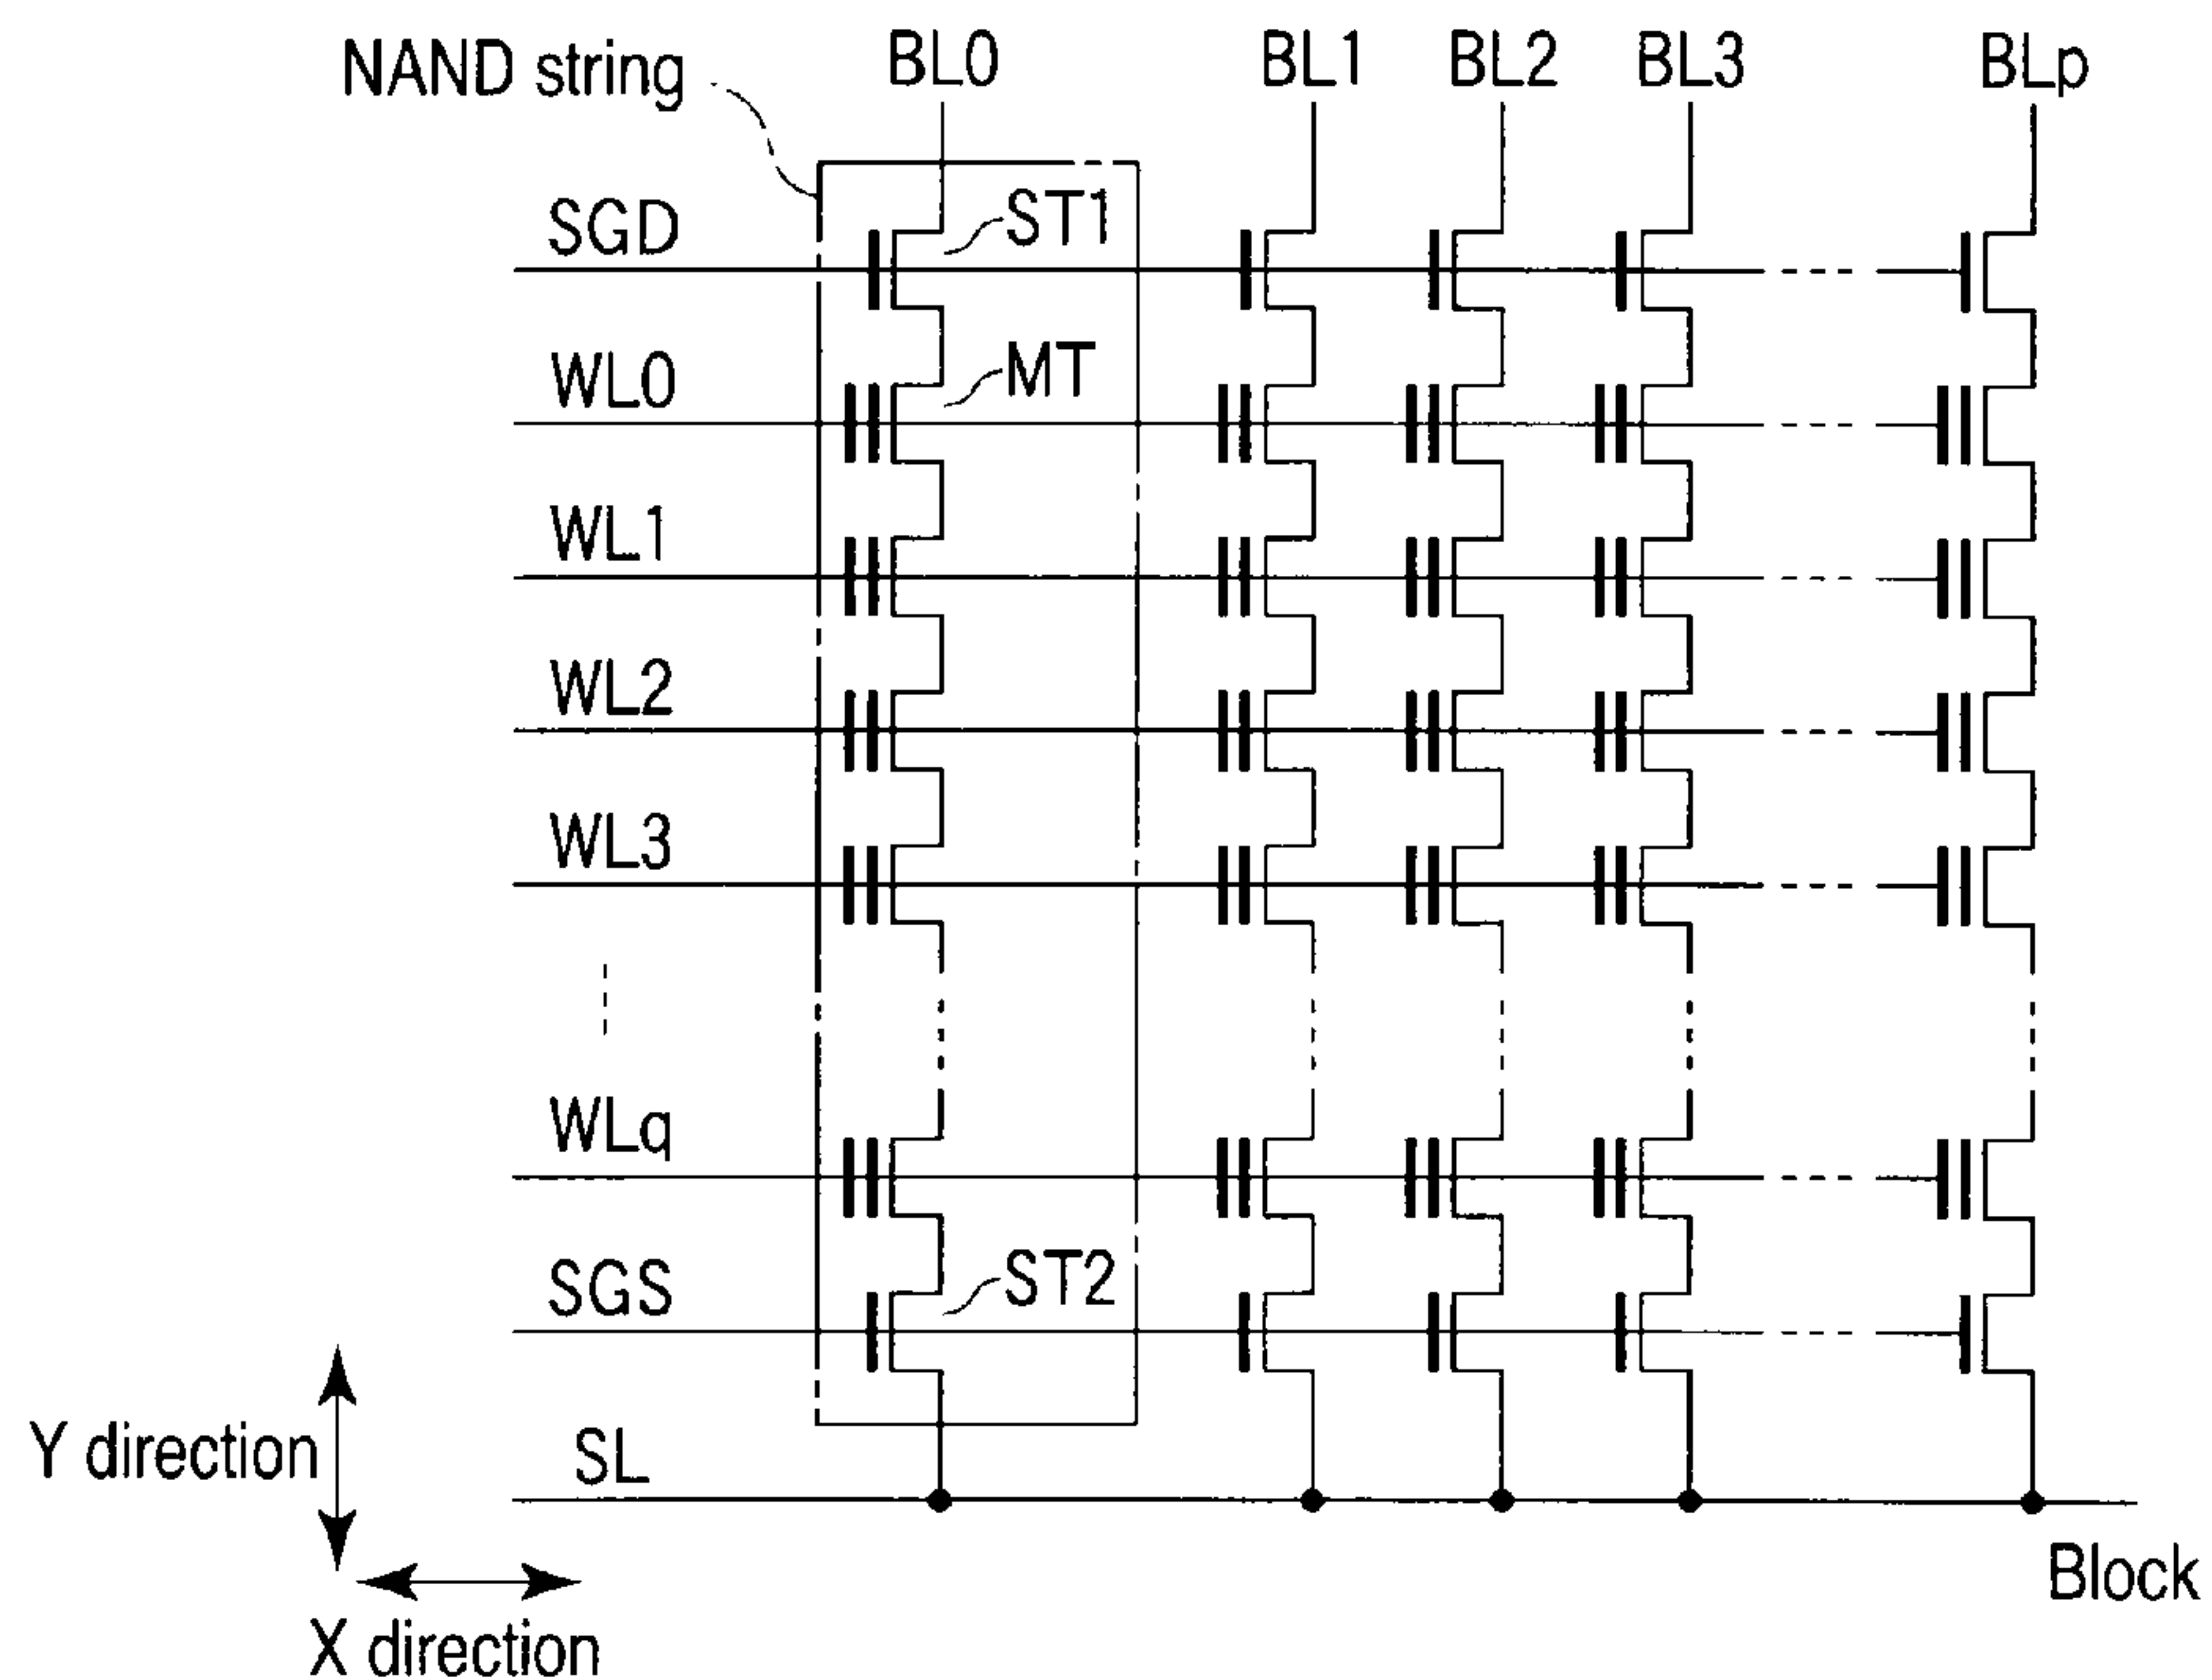 NAND string
BL0
BL1
BL2
BL3
BLp
SGD
ST1
WL0
MT
WL1
WL2
WL3
WLq
SGS
ST2
SL
Y direction
X direction
Block